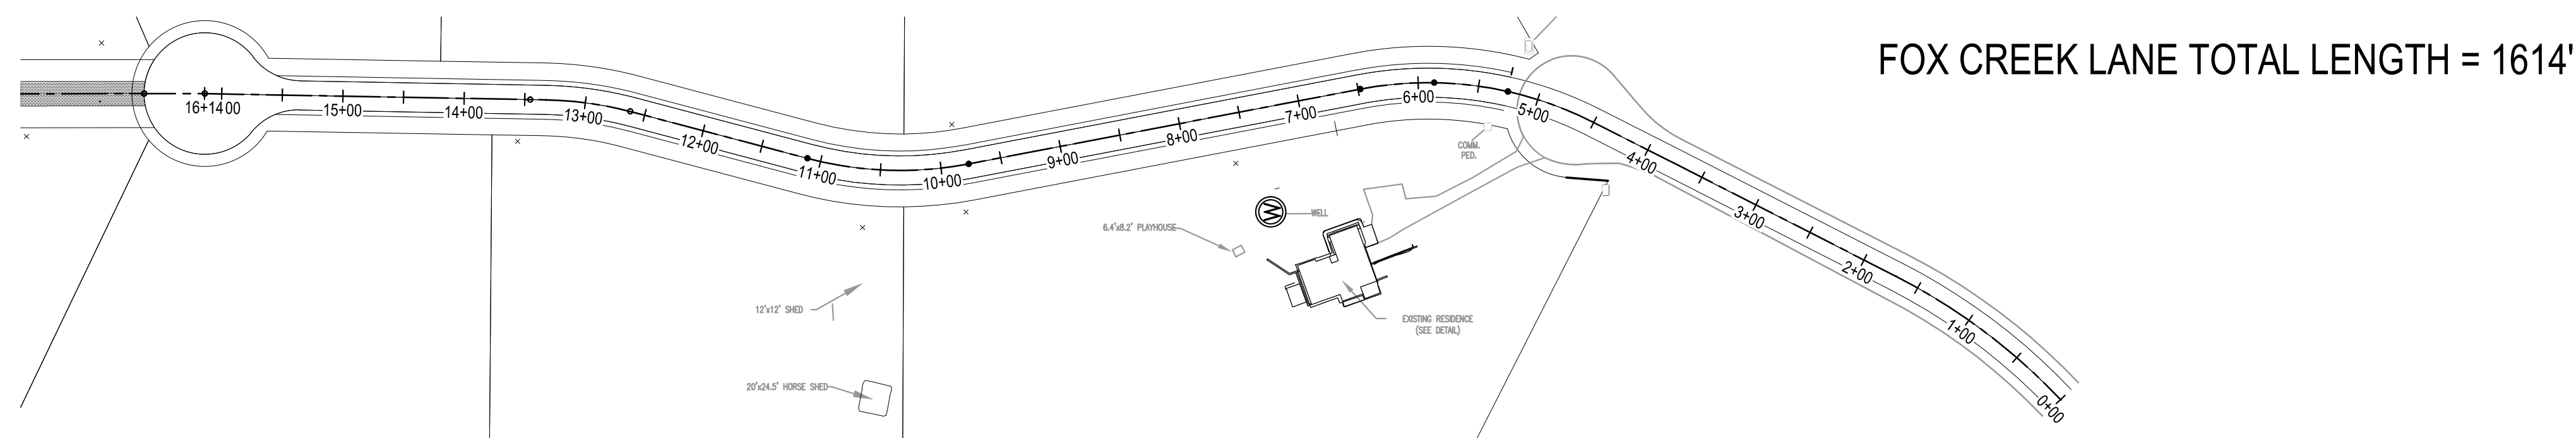 FOX CREEK LANE TOTAL LENGTH = 1614'
15+00
14+00
13+00
12+00
11+00
10+00
9+00
8+00
7+00
6+00
5+00
4+00
3+00
2+00
1+00
0+00
COMM.
PED.
W
WELL
6.4'x8.2' PLAYHOUSE
12'x12' SHED
EXISTING RESIDENCE
(SEE DETAIL)
20'x24.5' HORSE SHED